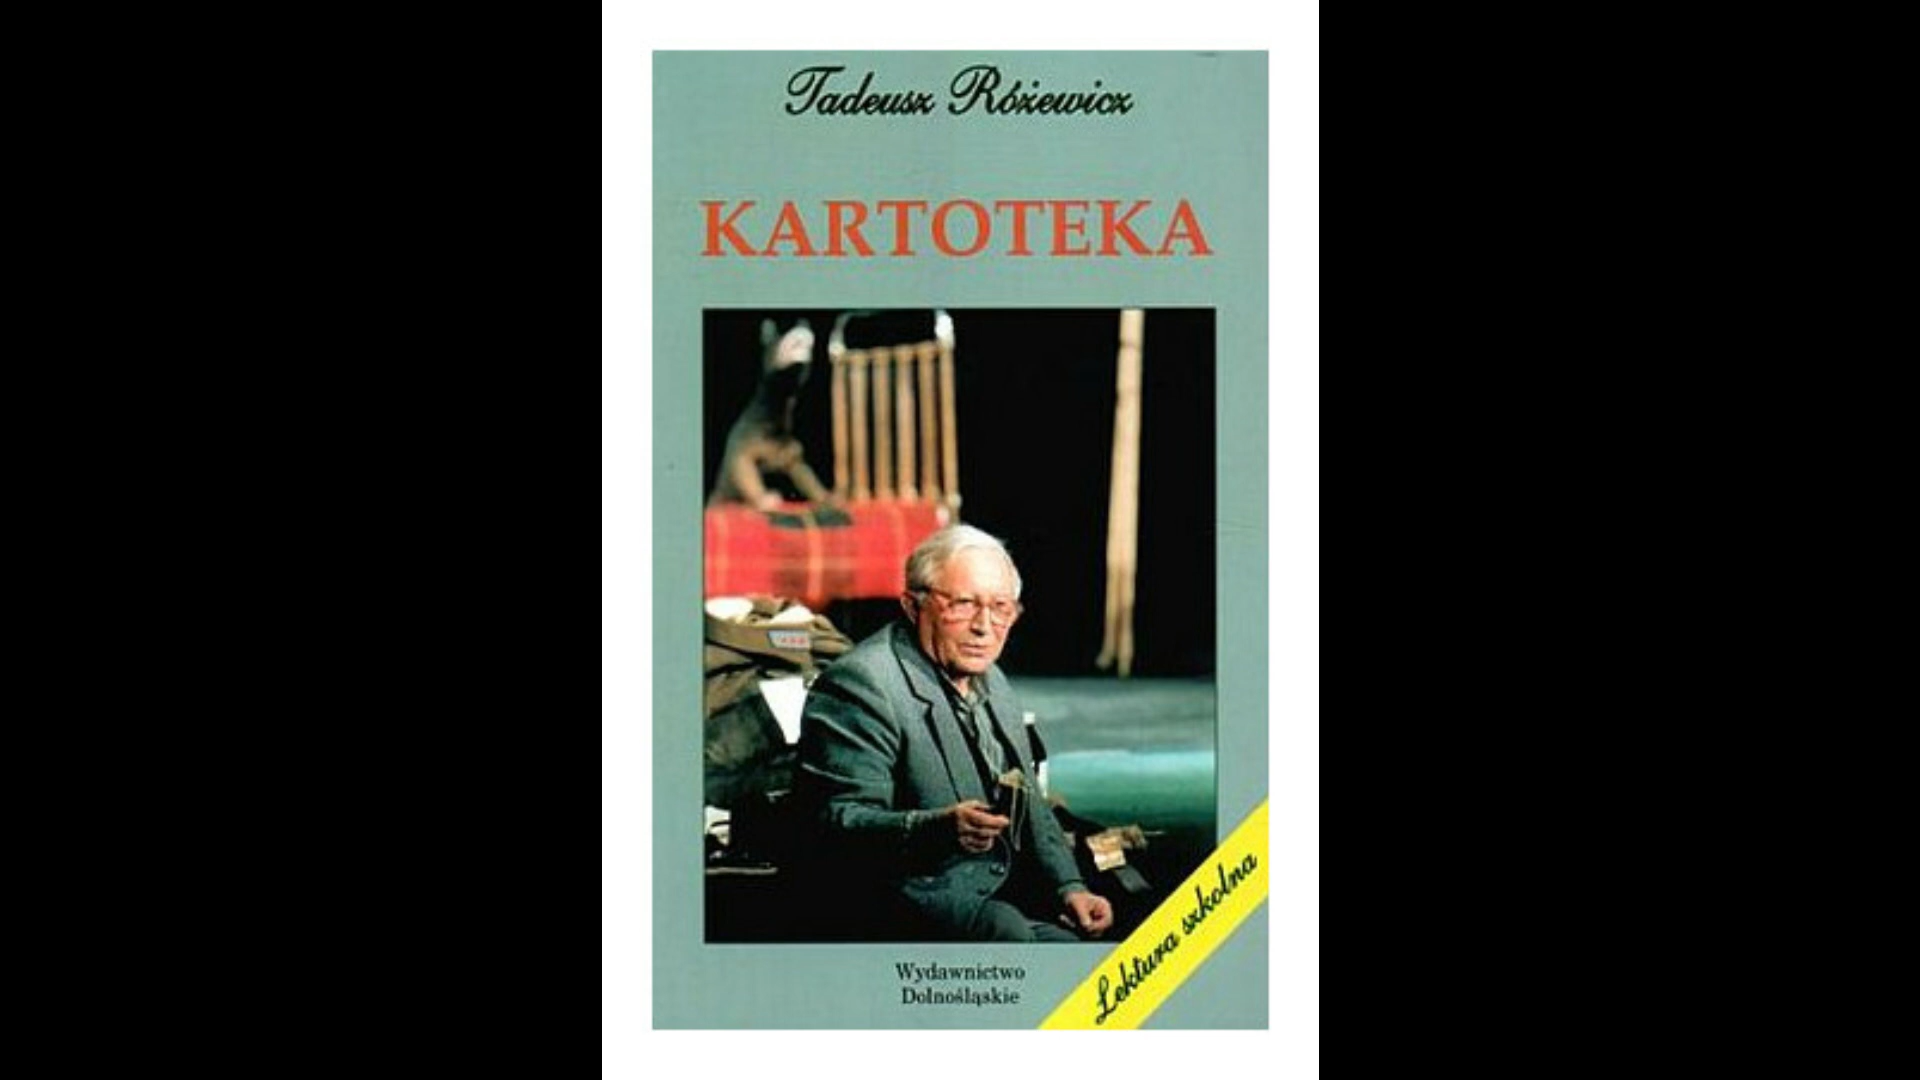 Tadeusz Różewicz
KARTOTEKA
Wydawnictwo
Dolnośląskie
Lektura szkolna